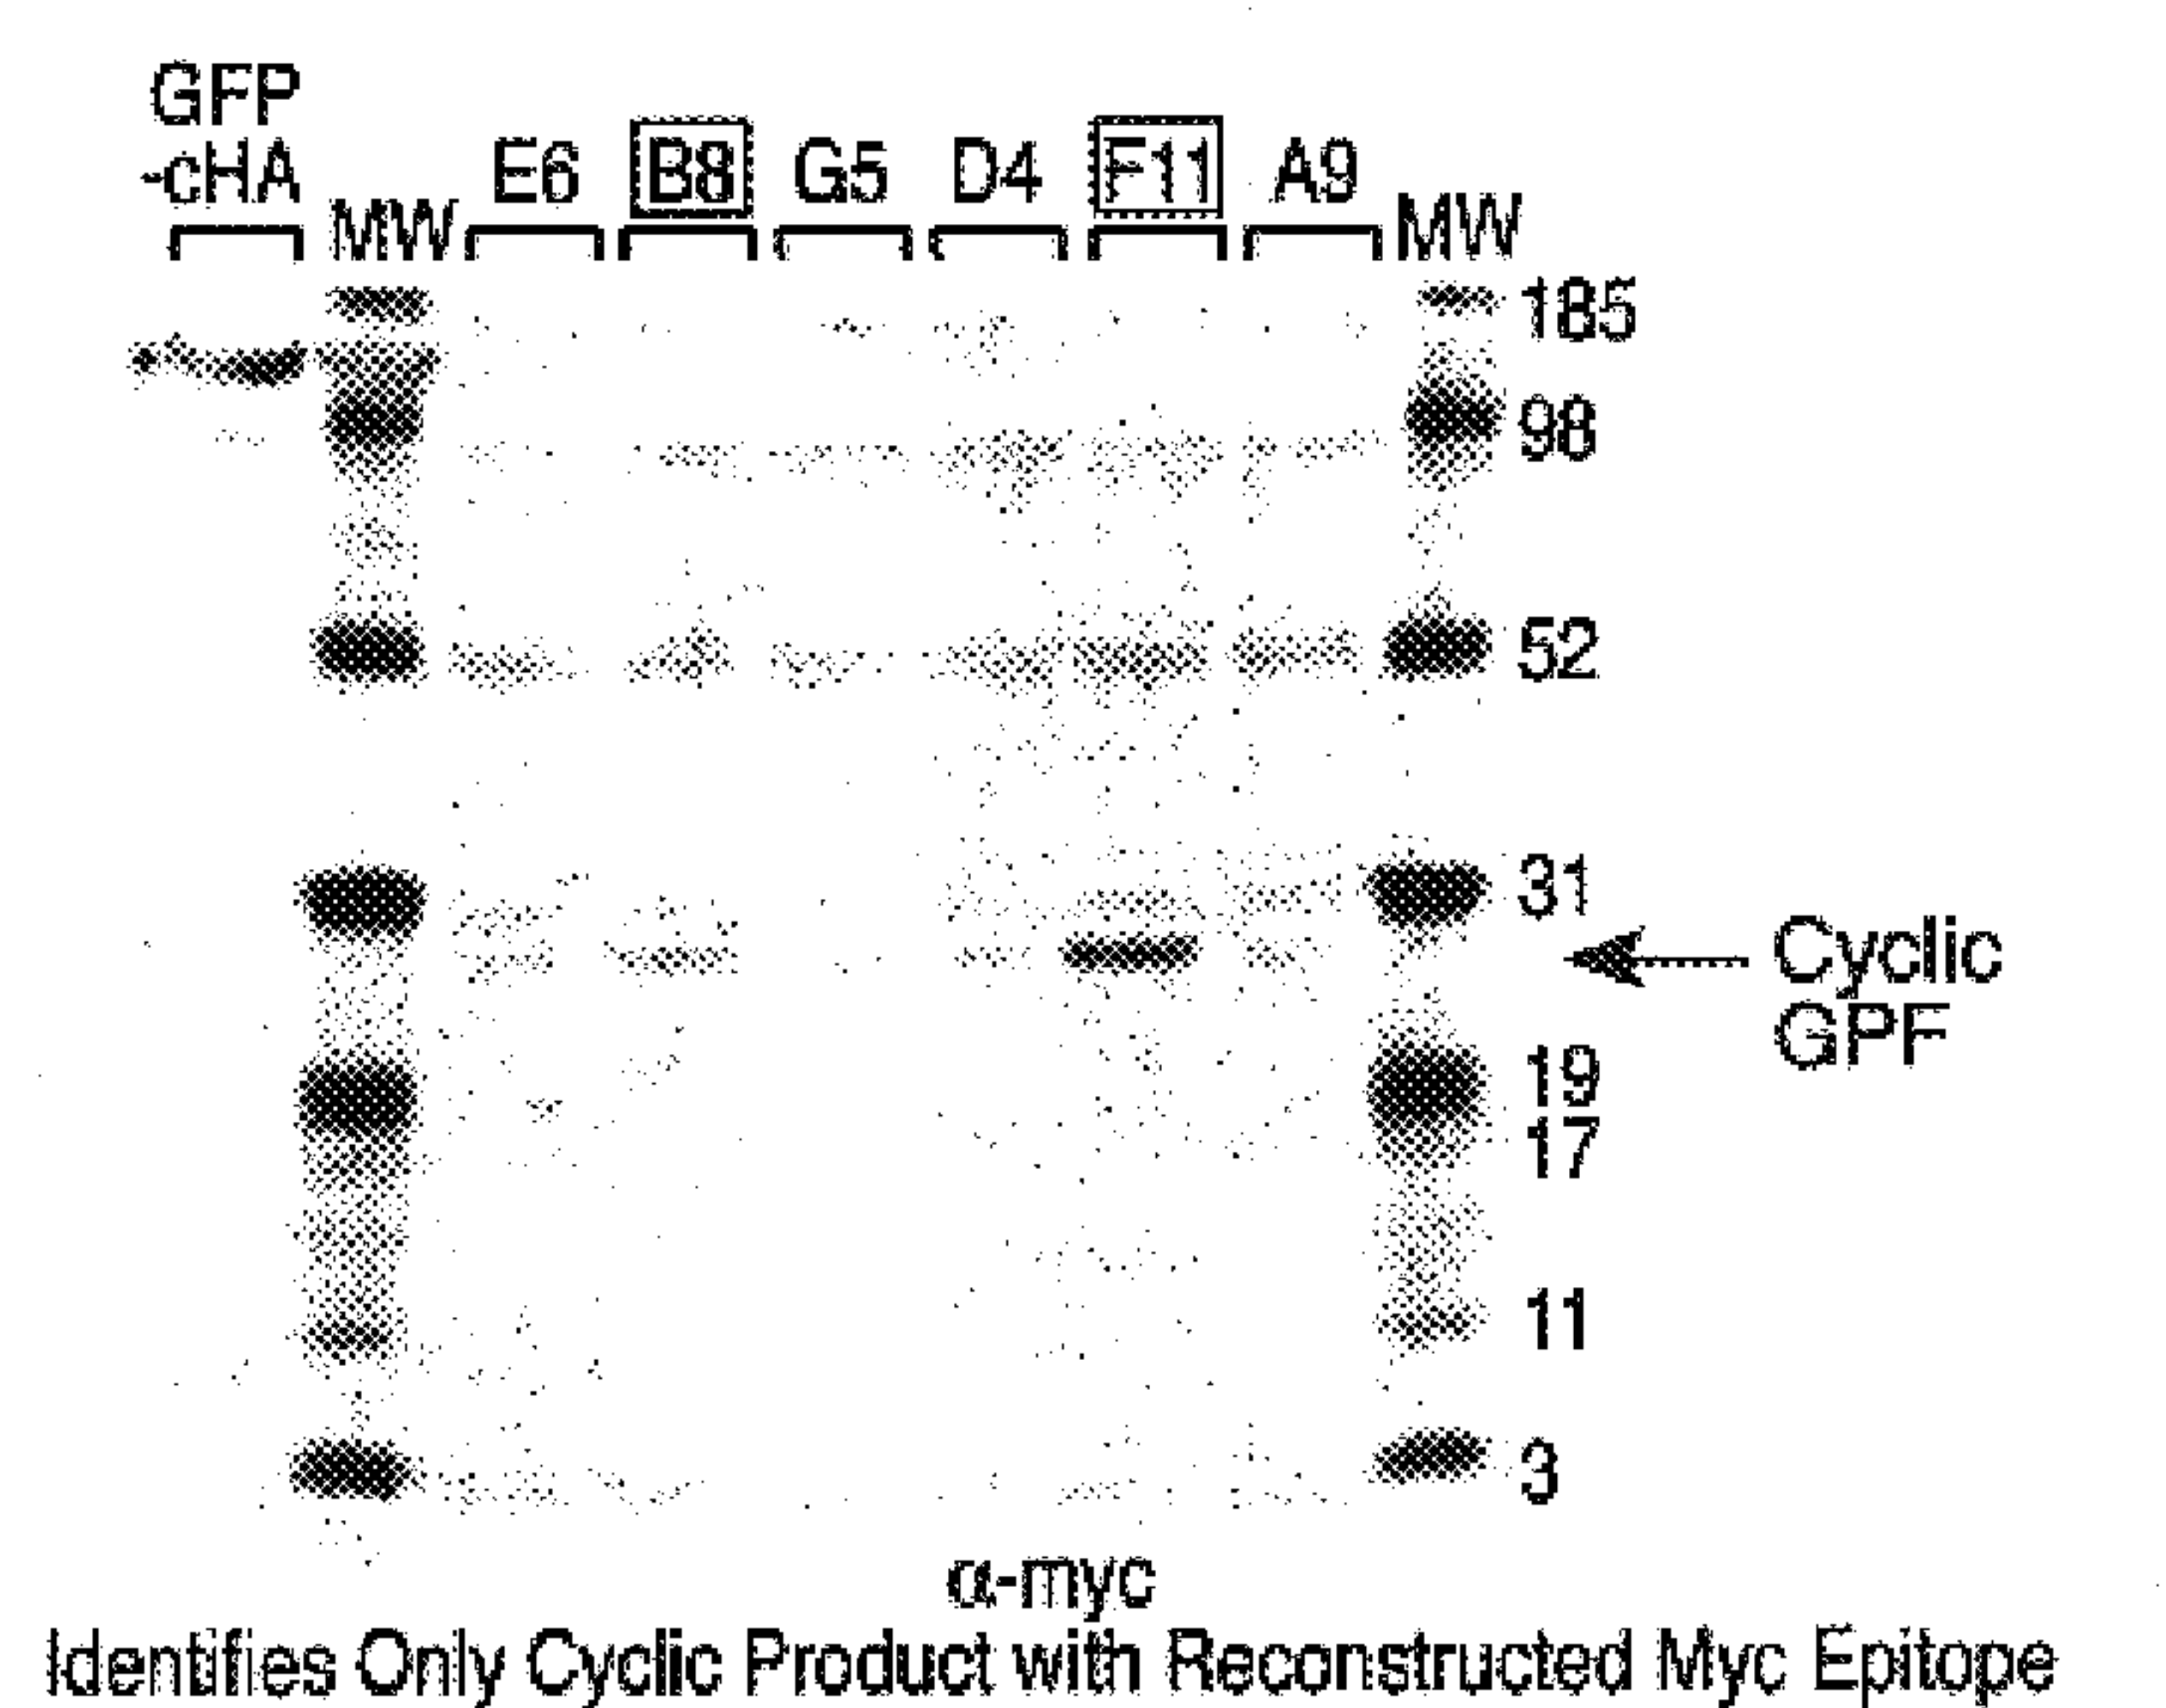 GFP
-cHA
MW E6 B8 G5 D4 F11 A9 MW
185
98
52
31
Cyclic
GPF
19
17
11
3
α-myc
Identifies Only Cyclic Product with Reconstructed Myc Epitope